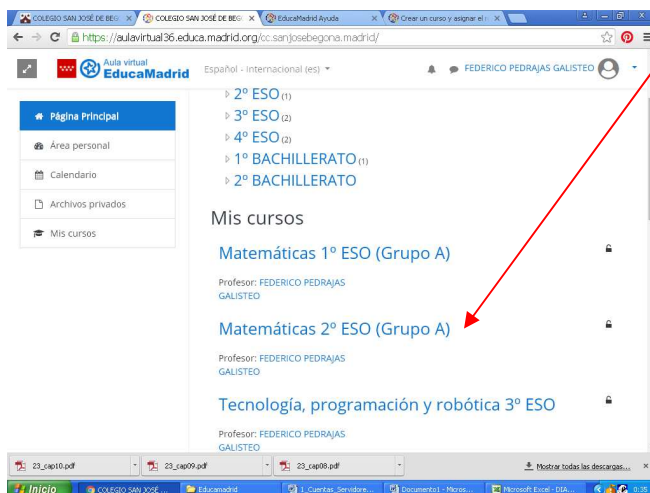 COLEGIO SAN JOSÉ DE BEG
COLEGIO SAN JOSÉ DE BEG
EducaMadrid Ayuda
Crear un curso y asignar el r
https://aulavirtual36.educa.madrid.org/cc.sanjosebegona.madrid/
Aula virtual
EducaMadrid
Español - Internacional (es)
FEDERICO PEDRAJAS GALISTEO
Página Principal
Área personal
Calendario
Archivos privados
Mis cursos
2º ESO (1)
3º ESO (2)
4º ESO (2)
1º BACHILLERATO (1)
2º BACHILLERATO
Mis cursos
Matemáticas 1º ESO (Grupo A)
Profesor: FEDERICO PEDRAJAS
GALISTEO
Matemáticas 2º ESO (Grupo A)
Profesor: FEDERICO PEDRAJAS
GALISTEO
Tecnología, programación y robótica 3º ESO
Profesor: FEDERICO PEDRAJAS
GALISTEO
23_cap10.pdf
23_cap09.pdf
23_cap08.pdf
Mostrar todas las descargas...
Inicio
COLEGIO SAN JOSÉ ...
Educamadrid
1_Cuentas_Servidore...
Documento1 - Micros...
Microsoft Excel - DIA...
0:35